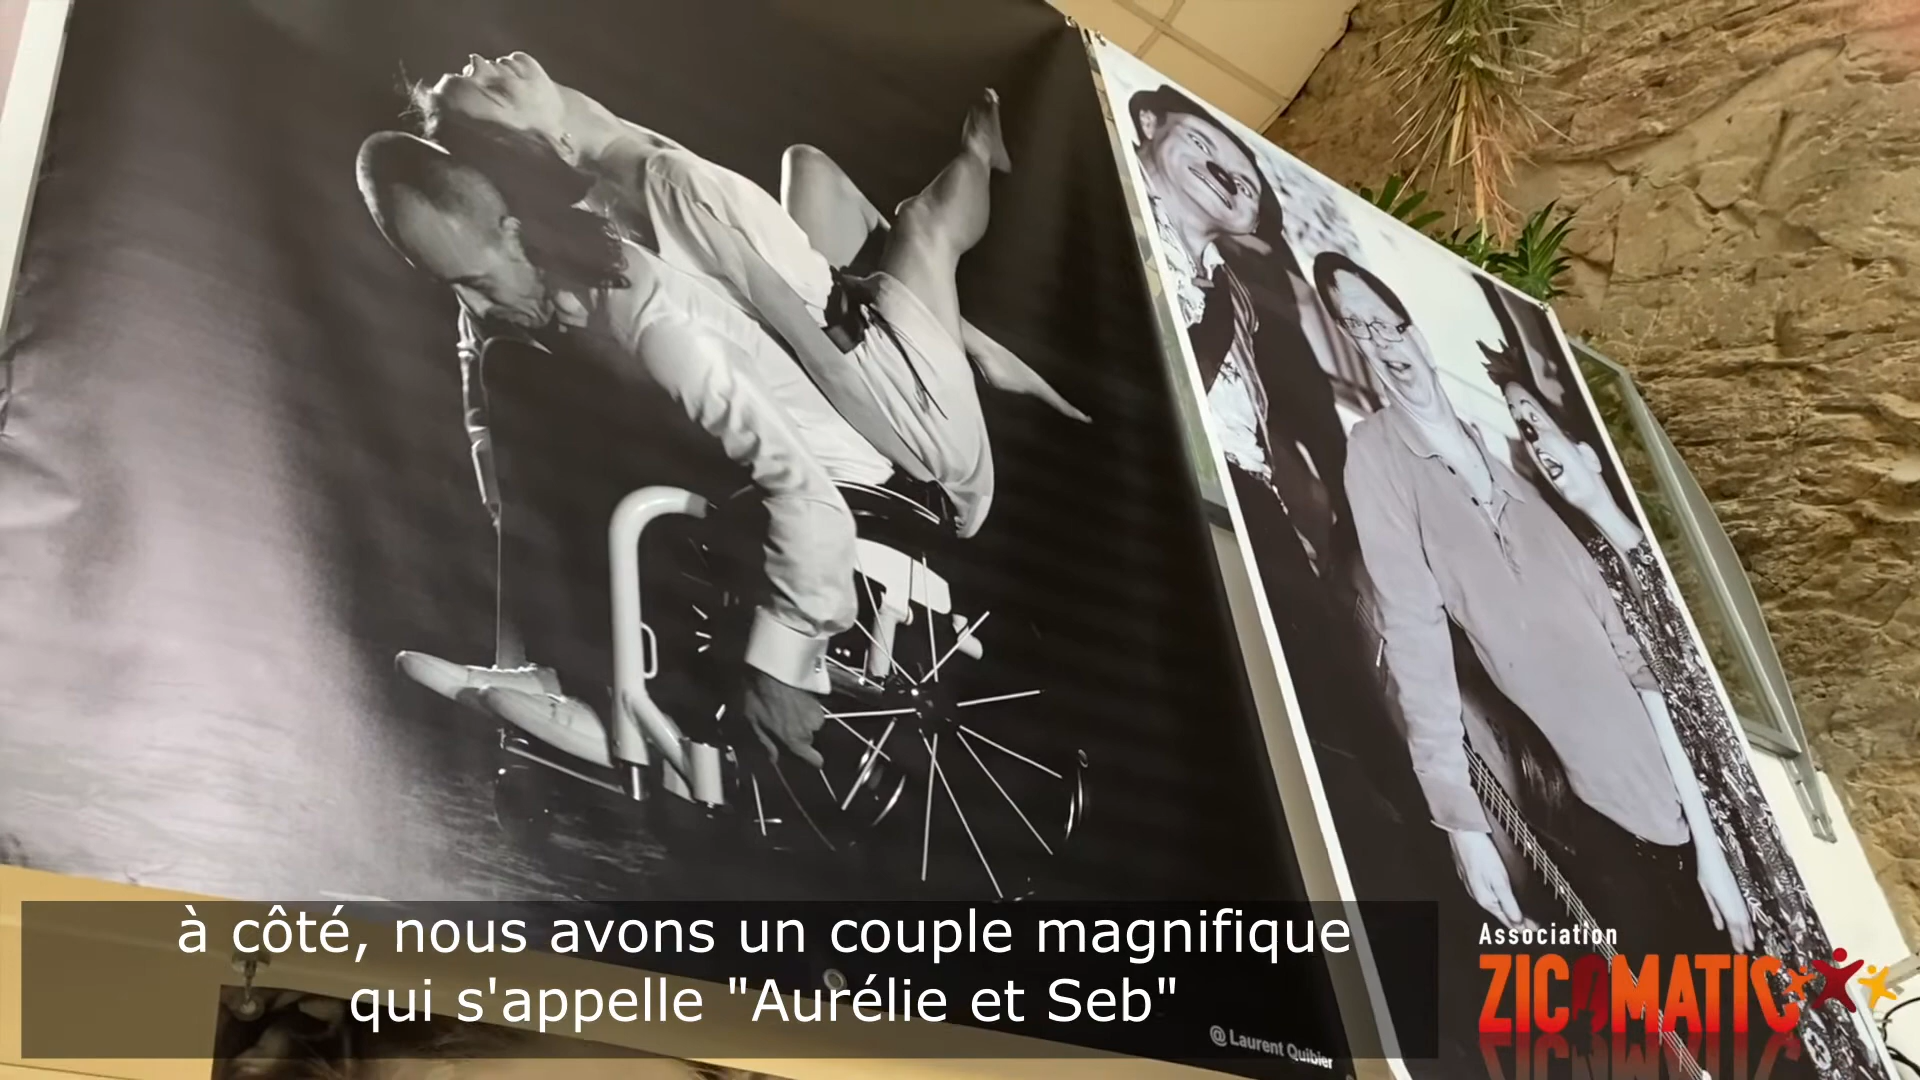 à côté, nous avons un couple magnifique
qui s'appelle "Aurélie et Seb"
@ Laurent Quibier
Association
ZICOMATIC